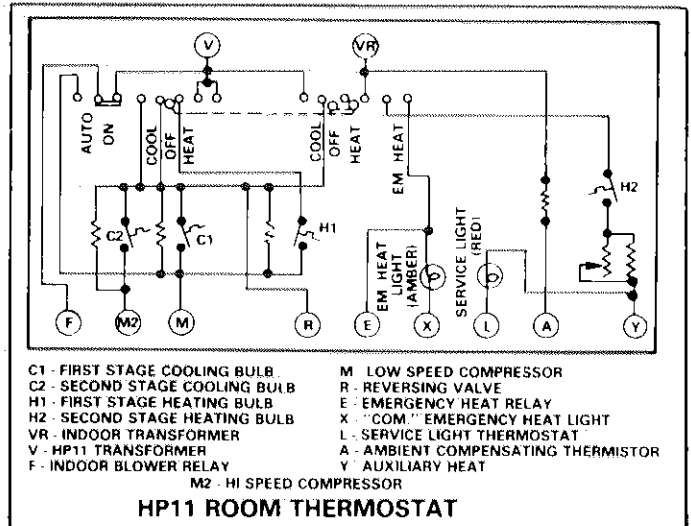 V
VR
AUTO
ON
COOL
OFF
HEAT
COOL
OFF
HEAT
EM HEAT
H2
C2
C1
H1
EM HEAT
LIGHT
(AMBER)
SERVICE LIGHT
(RED)
F
M2
M
R
E
X
L
A
Y
C1 - FIRST STAGE COOLING BULB
C2 - SECOND STAGE COOLING BULB
H1 - FIRST STAGE HEATING BULB
H2 - SECOND STAGE HEATING BULB
VR - INDOOR TRANSFORMER
V - HP11 TRANSFORMER
F - INDOOR BLOWER RELAY
M LOW SPEED COMPRESSOR
R - REVERSING VALVE
E - EMERGENCY HEAT RELAY
X - "COM." EMERGENCY HEAT LIGHT
L - SERVICE LIGHT THERMOSTAT
A - AMBIENT COMPENSATING THERMISTOR
Y AUXILIARY HEAT
M2 - HI SPEED COMPRESSOR
HP11 ROOM THERMOSTAT